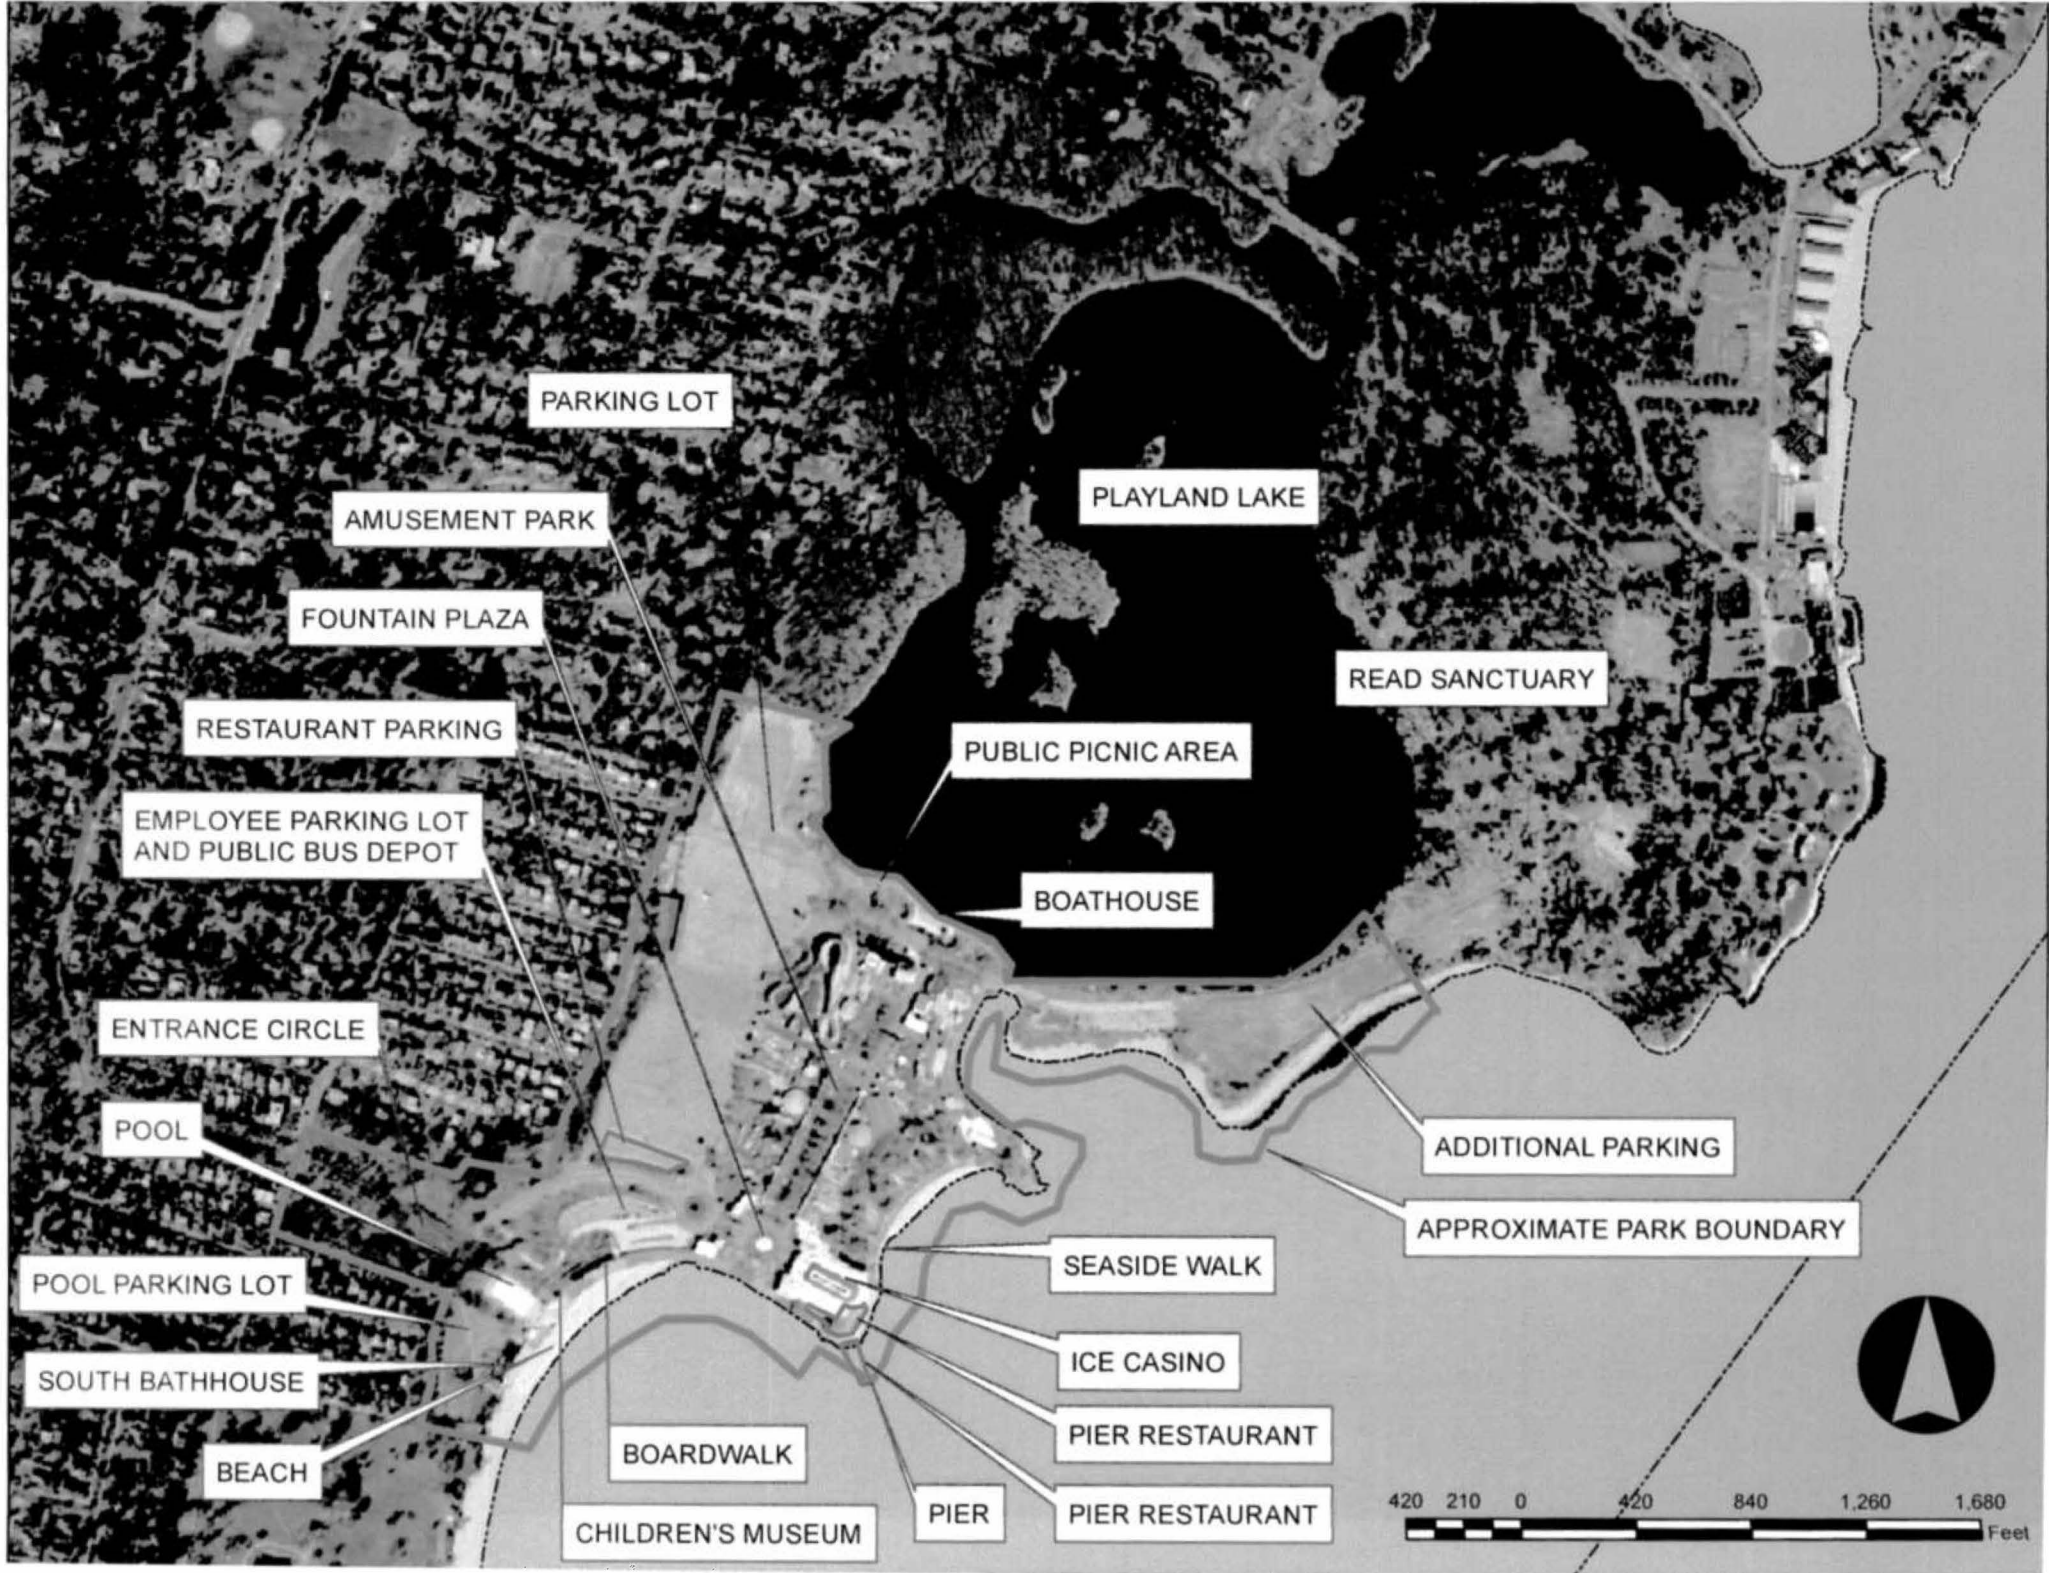 PARKING LOT
PLAYLAND LAKE
AMUSEMENT PARK
FOUNTAIN PLAZA
READ SANCTUARY
RESTAURANT PARKING
PUBLIC PICNIC AREA
EMPLOYEE PARKING LOT
AND PUBLIC BUS DEPOT
BOATHOUSE
ENTRANCE CIRCLE
POOL
ADDITIONAL PARKING
APPROXIMATE PARK BOUNDARY
SEASIDE WALK
POOL PARKING LOT
ICE CASINO
SOUTH BATHHOUSE
PIER RESTAURANT
BOARDWALK
BEACH
PIER
PIER RESTAURANT
CHILDREN'S MUSEUM
420 210 0 420 840 1,260 1,680
Feet